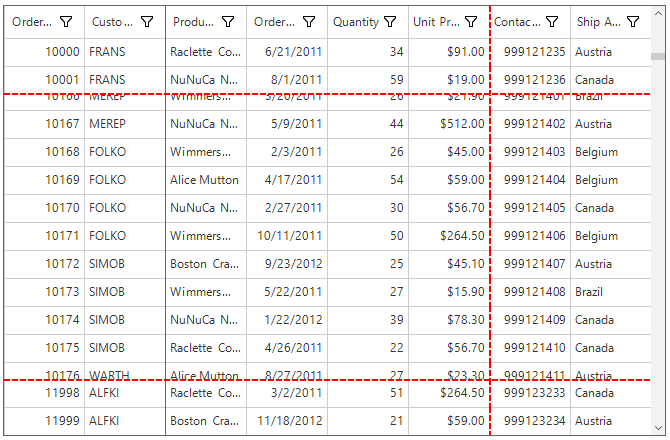 Order... Custo... Produ... Order... Quantity Unit Pr... Contac... Ship A...
10000 FRANS Raclette Co... 6/21/2011 34 $91.00 999121235 Austria
10001 FRANS NuNuCa N... 8/1/2011 59 $19.00 999121236 Canada
10166 MEREP Wimmers... 3/20/2011 26 $21.90 999121401 Brazil
10167 MEREP NuNuCa N... 5/9/2011 44 $512.00 999121402 Austria
10168 FOLKO Wimmers... 2/3/2011 26 $45.00 999121403 Belgium
10169 FOLKO Alice Mutton 4/17/2011 54 $59.00 999121404 Belgium
10170 FOLKO NuNuCa N... 2/27/2011 30 $56.70 999121405 Canada
10171 FOLKO Wimmers... 10/11/2011 50 $264.50 999121406 Belgium
10172 SIMOB Boston Cra... 9/23/2012 25 $45.10 999121407 Austria
10173 SIMOB Wimmers... 5/22/2011 27 $15.90 999121408 Brazil
10174 SIMOB NuNuCa N... 1/22/2012 39 $78.30 999121409 Canada
10175 SIMOB Raclette Co... 4/26/2011 22 $56.70 999121410 Canada
10176 WARTH Alice Mutton 8/27/2011 27 $23.30 999121411 Austria
11998 ALFKI Raclette Co... 3/2/2011 51 $264.50 999123233 Canada
11999 ALFKI Boston Cra... 11/18/2012 21 $59.00 999123234 Austria